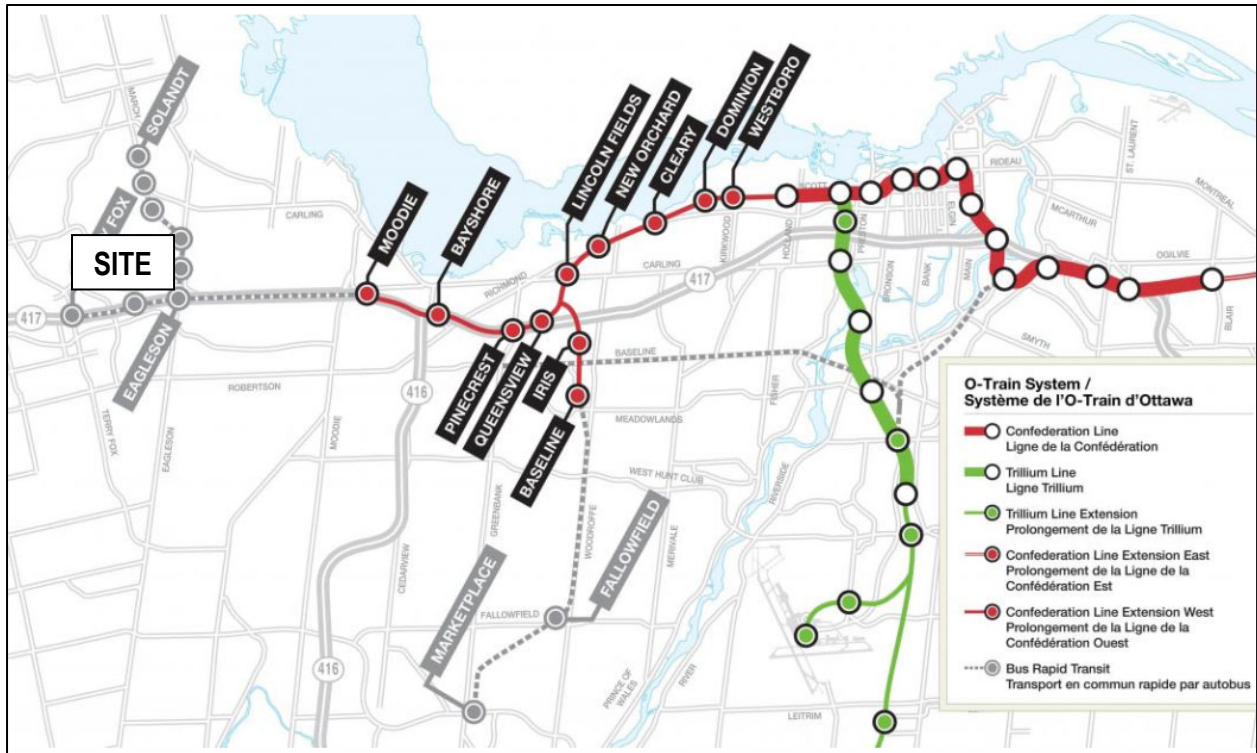 SOLANDT
MARCH
Y FOX
SITE
417
EAGLESON
CARLING
MOODIE
BAYSHORE
LINCOLN FIELDS
NEW ORCHARD
CLEARY
DOMINION
WESTBORO
RICHMOND
CARLING
417
KIRKWOOD
HOLLAND
SCOTT
PRESTON
BRONSON
BANK
ELGIN
MAIN
RIDEAU
ST. LAURENT
MONTREAL
MCARTHUR
OGILVIE
BLAIR
SMYTH
ROBERTSON
416
PINECREST
QUEENSVIEW
IRIS
BASELINE
BASELINE
TERRY FOX
EAGLESON
MOODIE
MEADOWLANDS
FISHER
WEST HUNT CLUB
RIVERSIDE
GREENBANK
WOODROFFE
MERIVALE
CEDARVIEW
MARKETPLACE
FALLOWFIELD
FALLOWFIELD
416
PRINCE OF
WALES
RIVER
LEITRIM
O-Train System /
Système de l'O-Train d'Ottawa
Confederation Line
Ligne de la Confédération
Trillium Line
Ligne Trillium
Trillium Line Extension
Prolongement de la Ligne Trillium
Confederation Line Extension East
Prolongement de la Ligne de la
Confédération Est
Confederation Line Extension West
Prolongement de la Ligne de la
Confédération Ouest
Bus Rapid Transit
Transport en commun rapide par autobus